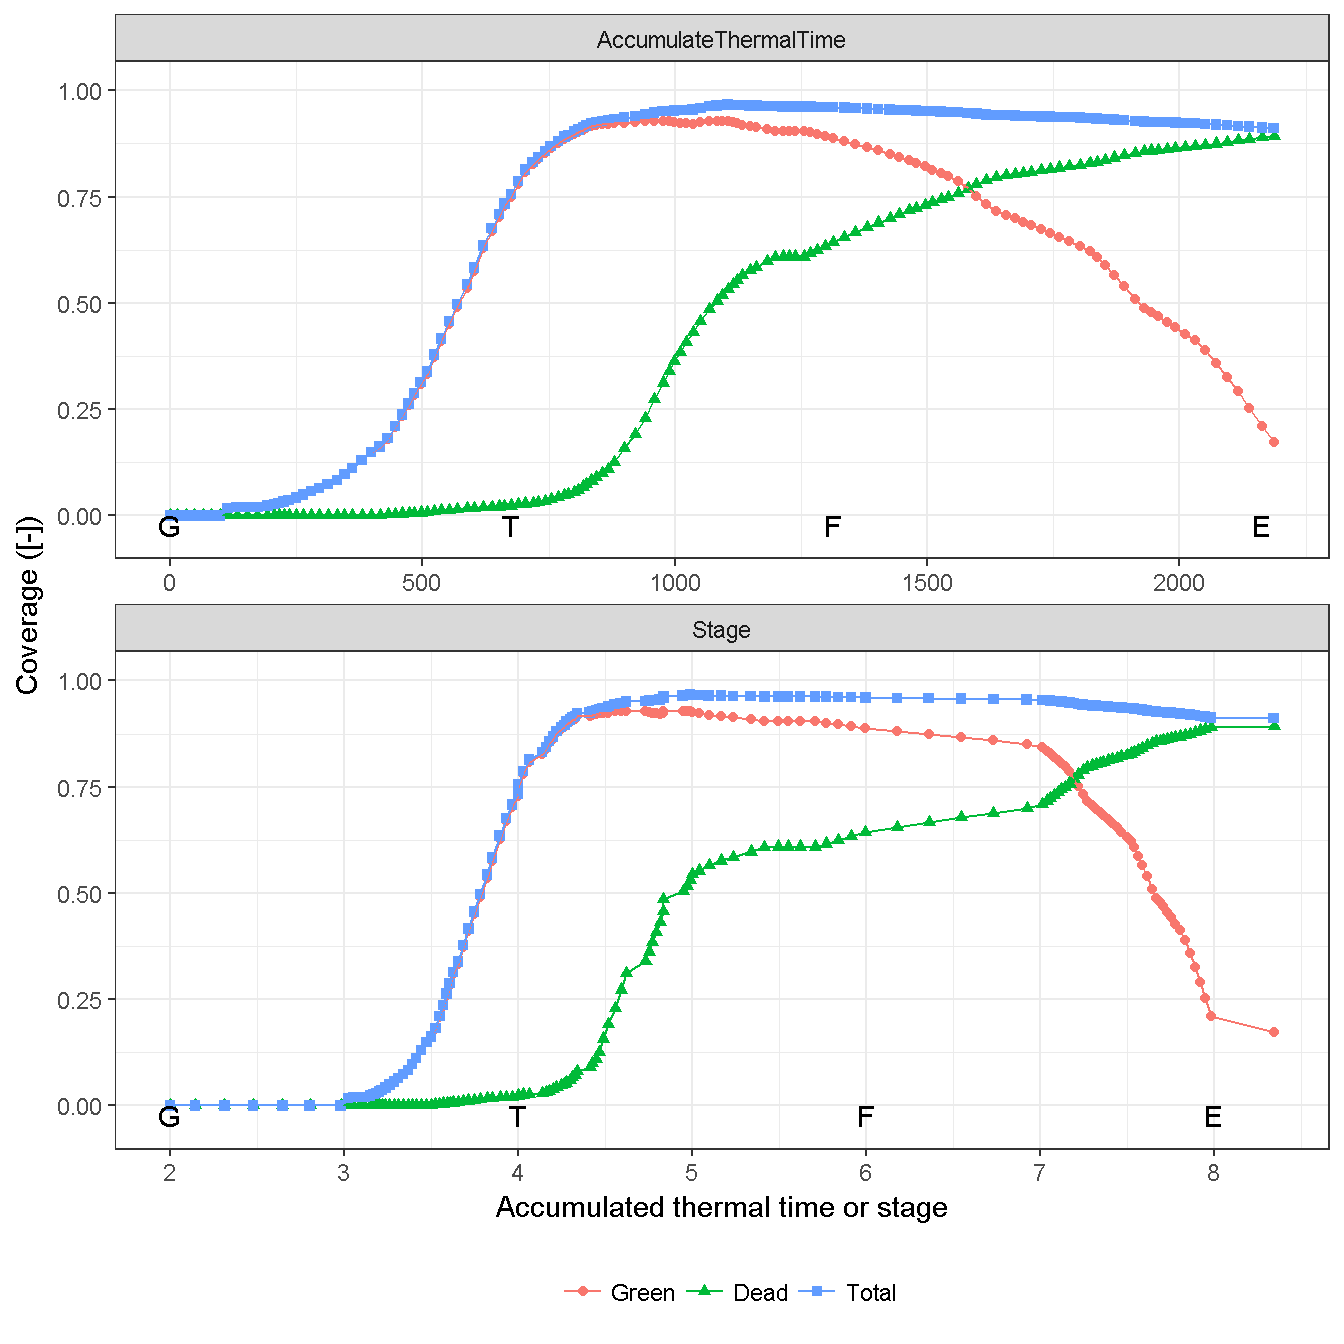 AccumulateThermalTime
1.00
0.75
0.50
0.25
0.00
G T F E
0 500 1000 1500 2000
Coverage ([-])
Stage
1.00
0.75
0.50
0.25
0.00
G T F E
2 3 4 5 6 7 8
Accumulated thermal time or stage
Green Dead Total